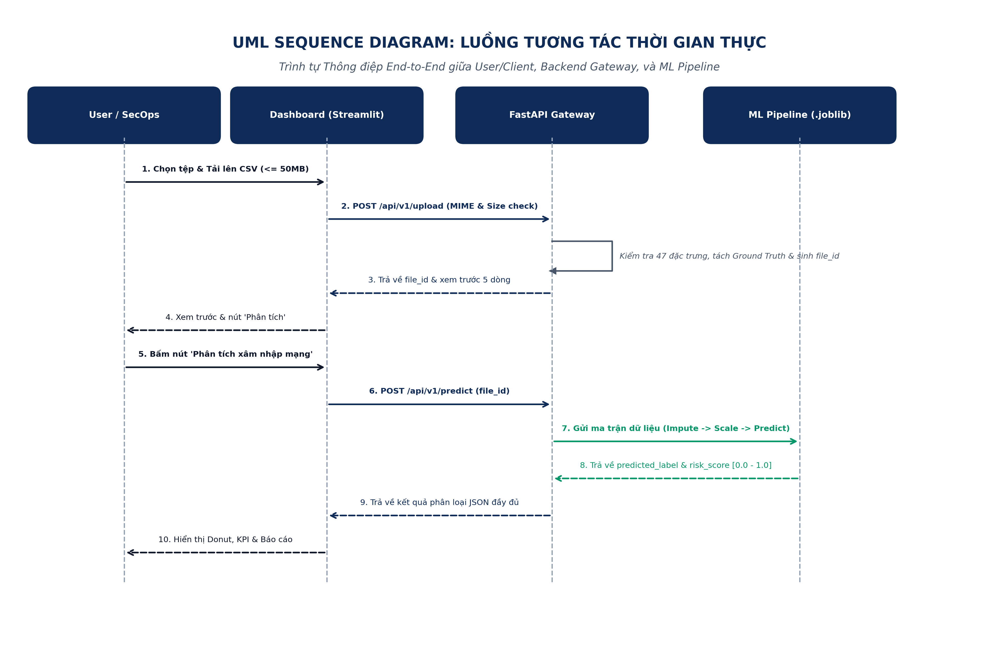 UML SEQUENCE DIAGRAM: LUỒNG TƯƠNG TÁC THỜI GIAN THỰC
Trình tự Thông điệp End-to-End giữa User/Client, Backend Gateway, và ML Pipeline
User / SecOps
Dashboard (Streamlit)
FastAPI Gateway
ML Pipeline (.joblib)
1. Chọn tệp & Tải lên CSV (<= 50MB)
2. POST /api/v1/upload (MIME & Size check)
Kiểm tra 47 đặc trưng, tách Ground Truth & sinh file_id
3. Trả về file_id & xem trước 5 dòng
4. Xem trước & nút 'Phân tích'
5. Bấm nút 'Phân tích xâm nhập mạng'
6. POST /api/v1/predict (file_id)
7. Gửi ma trận dữ liệu (Impute -> Scale -> Predict)
8. Trả về predicted_label & risk_score [0.0 - 1.0]
9. Trả về kết quả phân loại JSON đầy đủ
10. Hiển thị Donut, KPI & Báo cáo